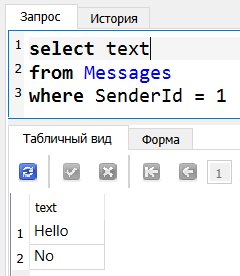 Запрос История
1 select text
2 from Messages
3 where SenderId = 1
Табличный вид Форма
1
text
1 Hello
2 No